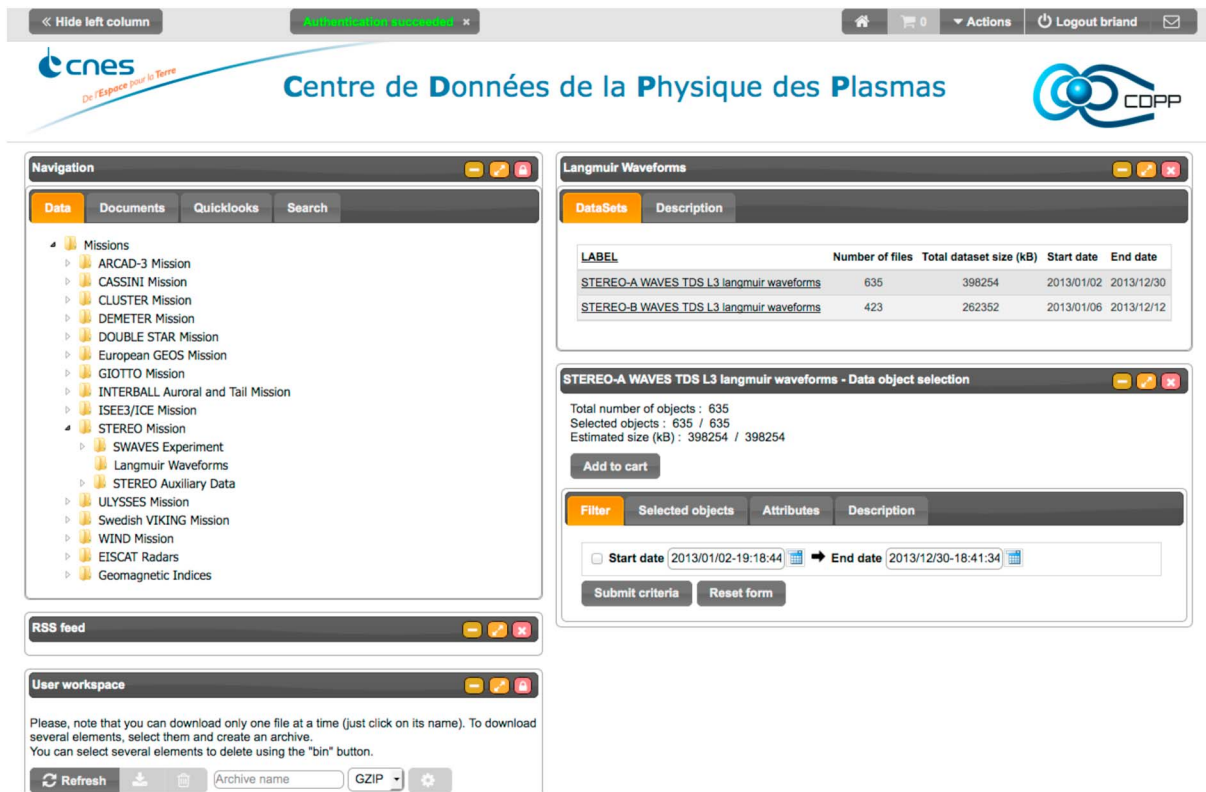 « Hide left column
Authentication succeeded ×
0
Actions
Logout briand
cnes
De l'Espace pour la Terre
Centre de Données de la Physique des Plasmas
CDPP
Navigation
Data Documents Quicklooks Search
Missions
ARCAD-3 Mission
CASSINI Mission
CLUSTER Mission
DEMETER Mission
DOUBLE STAR Mission
European GEOS Mission
GIOTTO Mission
INTERBALL Auroral and Tail Mission
ISEE3/ICE Mission
STEREO Mission
SWAVES Experiment
Langmuir Waveforms
STEREO Auxiliary Data
ULYSSES Mission
Swedish VIKING Mission
WIND Mission
EISCAT Radars
Geomagnetic Indices
RSS feed
User workspace
Please, note that you can download only one file at a time (just click on its name). To download
several elements, select them and create an archive.
You can select several elements to delete using the "bin" button.
Refresh Archive name GZIP
Langmuir Waveforms
DataSets Description
LABEL Number of files Total dataset size (kB) Start date End date
STEREO-A WAVES TDS L3 langmuir waveforms 635 398254 2013/01/02 2013/12/30
STEREO-B WAVES TDS L3 langmuir waveforms 423 262352 2013/01/06 2013/12/12
STEREO-A WAVES TDS L3 langmuir waveforms - Data object selection
Total number of objects : 635
Selected objects : 635 / 635
Estimated size (kB) : 398254 / 398254
Add to cart
Filter Selected objects Attributes Description
Start date 2013/01/02-19:18:44 End date 2013/12/30-18:41:34
Submit criteria Reset form